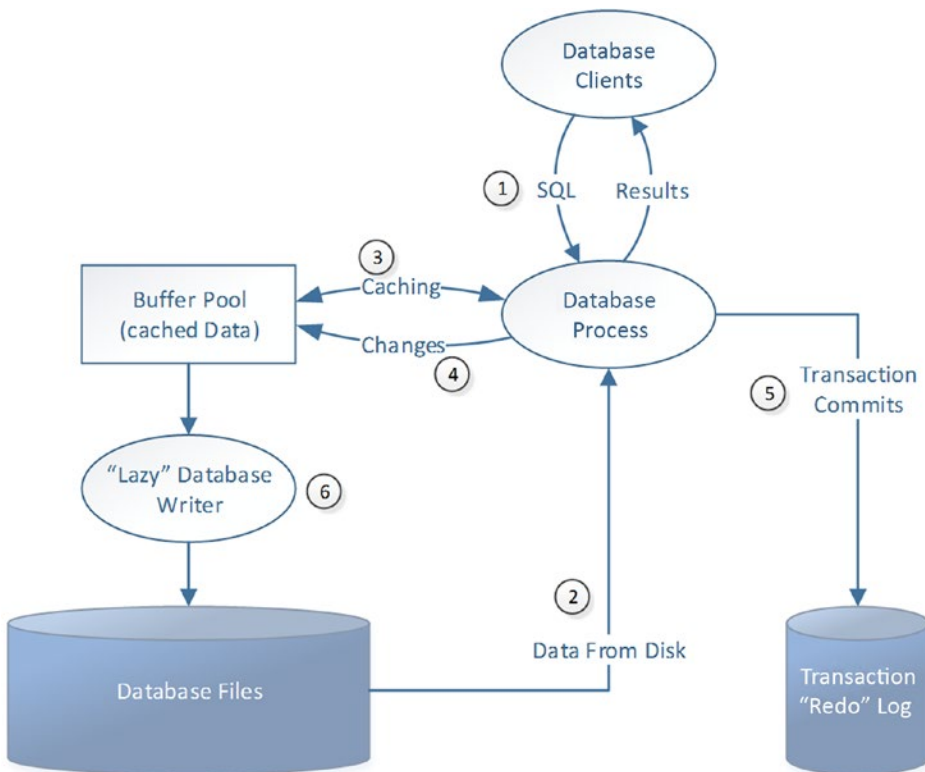 Database
Clients
1
SQL
Results
3
Caching
Buffer Pool
(cached Data)
Database
Process
Changes
4
Transaction
Commits
5
“Lazy” Database
Writer
6
2
Data From Disk
Database Files
Transaction
“Redo” Log